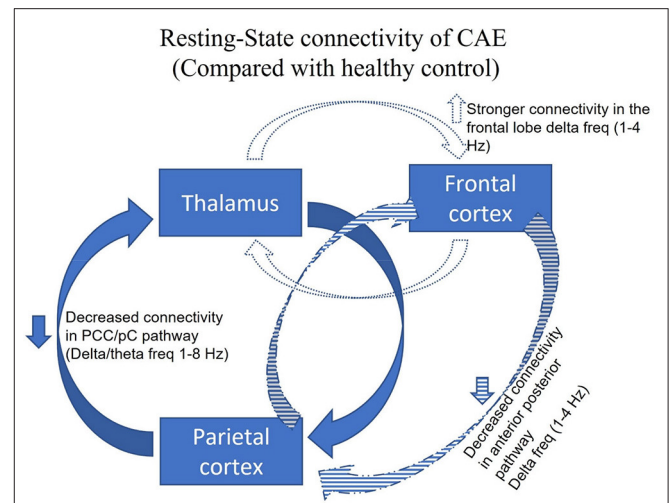 Resting-State connectivity of CAE
(Compared with healthy control)
Stronger connectivity in the
frontal lobe delta freq (1-4
Hz)
Thalamus
Frontal
cortex
Decreased connectivity
in PCC/pC pathway
(Delta/theta freq 1-8 Hz)
Decreased connectivity
in anterior posterior
pathway
Delta freq (1-4 Hz)
Parietal
cortex